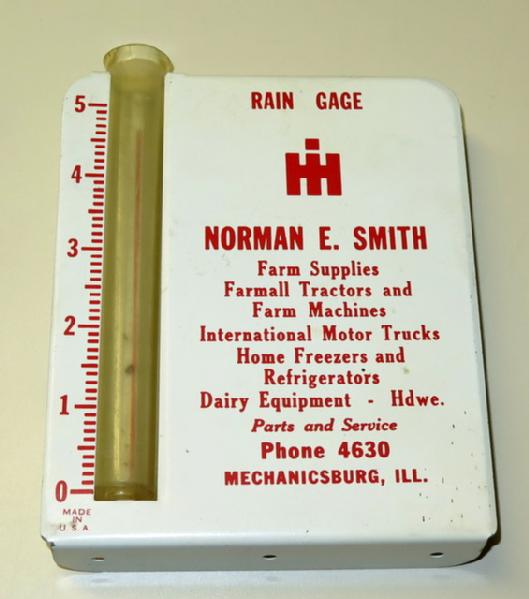 RAIN GAGE
IH
NORMAN E. SMITH
Farm Supplies
Farmall Tractors and
Farm Machines
International Motor Trucks
Home Freezers and
Refrigerators
Dairy Equipment - Hdwe.
Parts and Service
Phone 4630
MECHANICSBURG, ILL.
5
4
3
2
1
0
MADE
IN
U S A